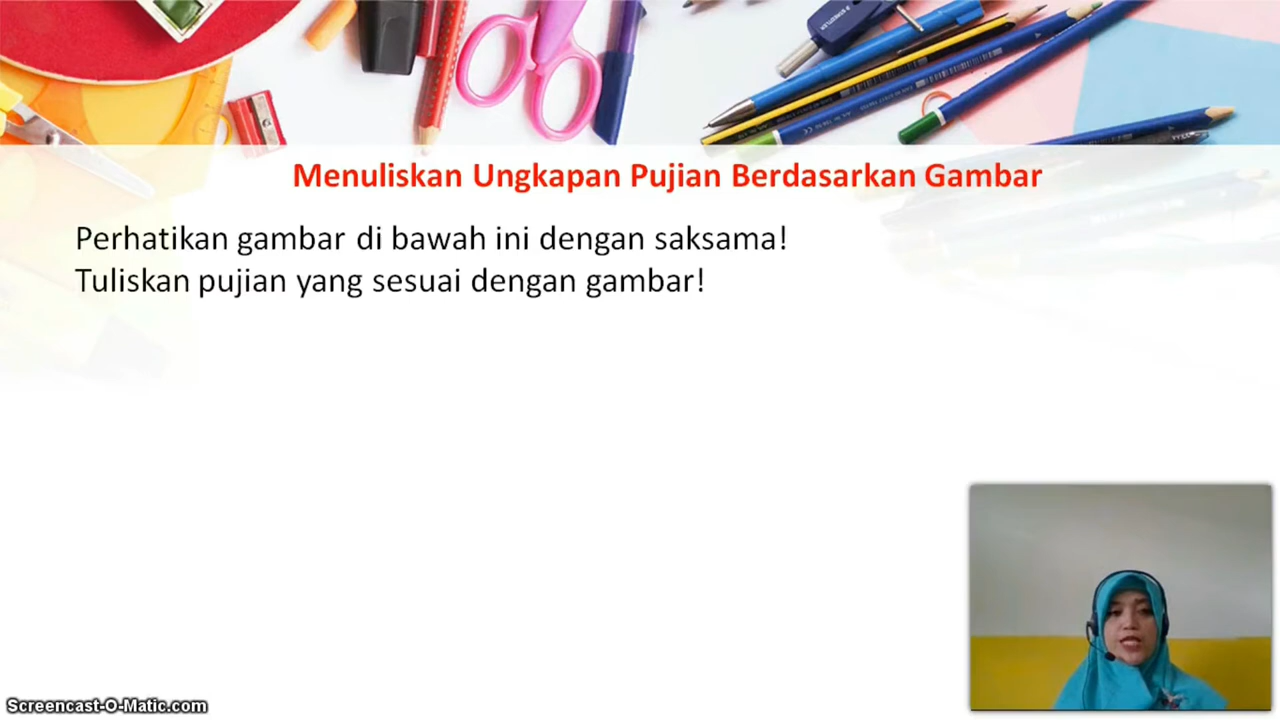 Menuliskan Ungkapan Pujian Berdasarkan Gambar
Perhatikan gambar di bawah ini dengan saksama!
Tuliskan pujian yang sesuai dengan gambar!
Screencast-O-Matic.com